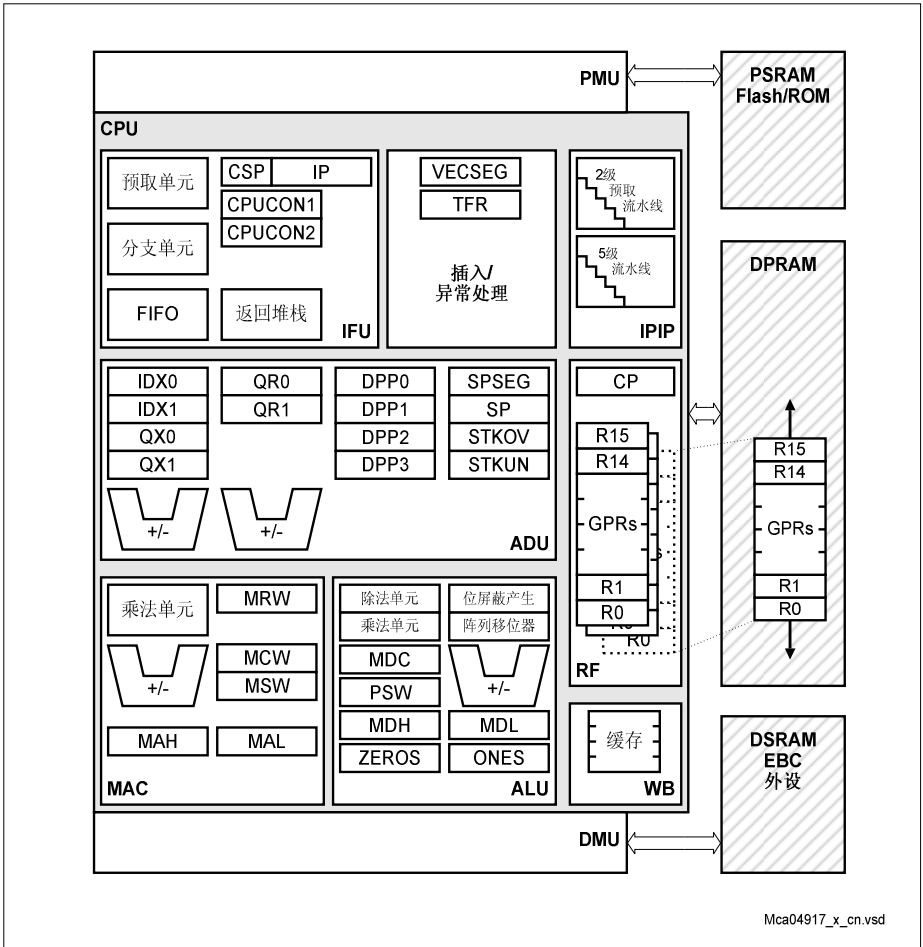 PMU
PSRAM
Flash/ROM
CPU
预取单元
CSP
IP
CPUCON1
CPUCON2
分支单元
FIFO
返回堆栈
IFU
VECSEG
TFR
插入/
异常处理
2级
预取
流水线
5级
流水线
IPIP
DPRAM
IDX0
IDX1
QX0
QX1
+/-
QR0
QR1
+/-
DPP0
DPP1
DPP2
DPP3
SPSEG
SP
STKOV
STKUN
ADU
CP
R15
R14
GPRs
s
R1
R0
R0
R0
RF
R15
R14
GPRs
R1
R0
乘法单元
MRW
+/-
MCW
MSW
MAH
MAL
MAC
除法单元
位屏蔽产生
乘法单元
阵列移位器
MDC
PSW
+/-
MDH
MDL
ZEROS
ONES
ALU
缓存
WB
DSRAM
EBC
外设
DMU
Mca04917_x_cn.vsd